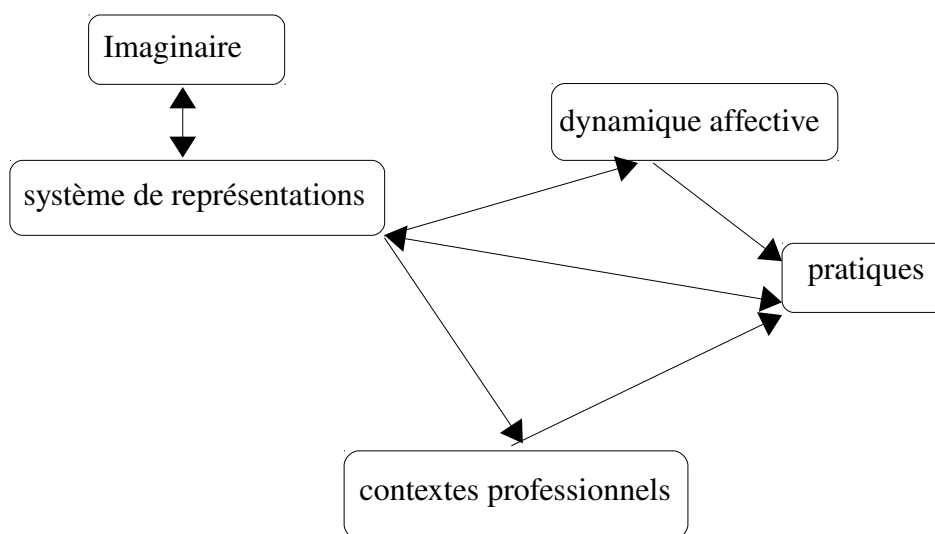 Imaginaire
dynamique affective
système de représentations
pratiques
contextes professionnels